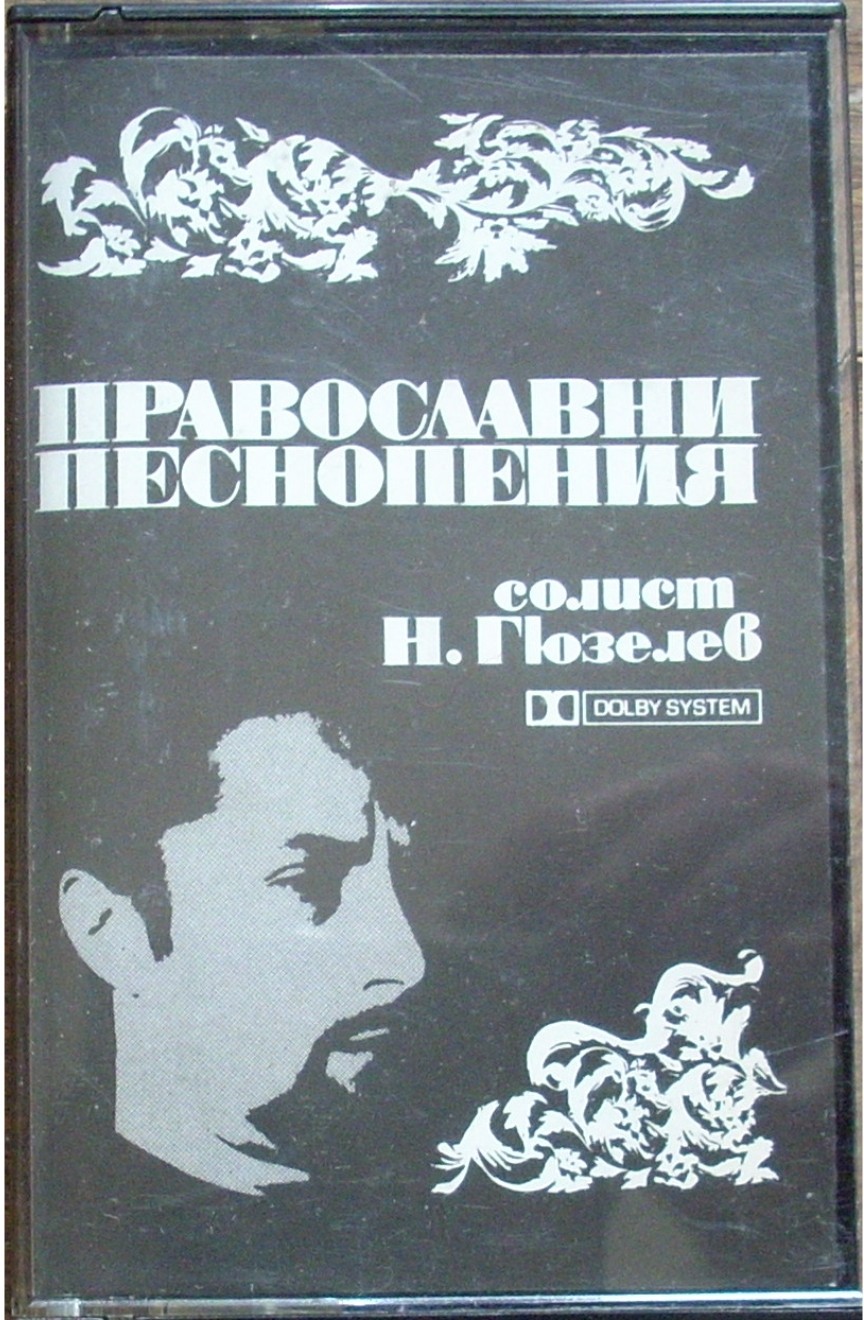 ПРАВОСЛАВНИ
ПЕСНОПЕНИЯ
солист
Н. Гюзелев
DOLBY SYSTEM